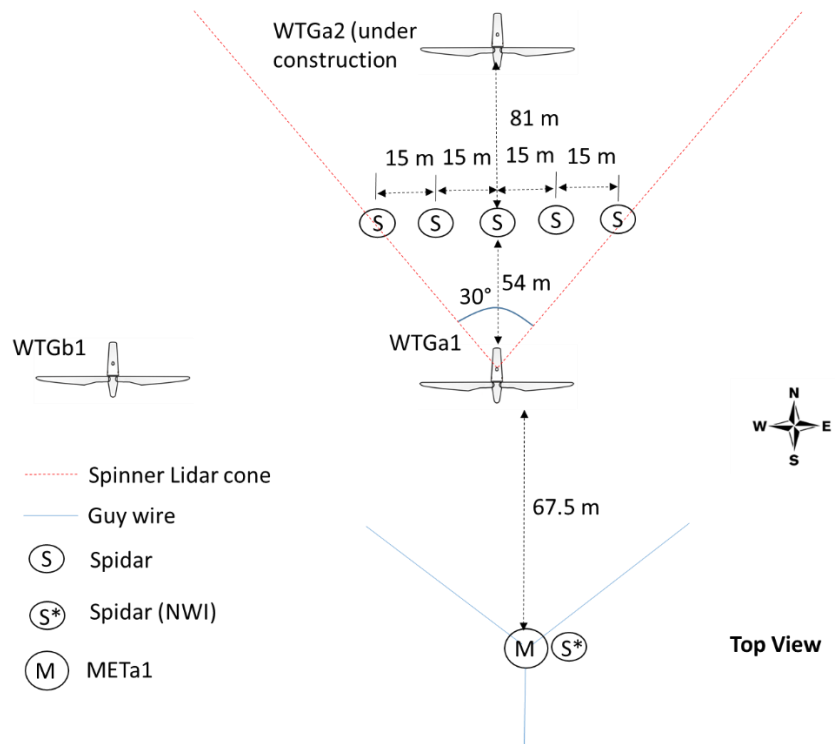 WTGa2 (under
construction
81 m
15 m
15 m
15 m
15 m
S
S
S
S
S
54 m
30°
WTGb1
WTGa1
N
W
E
S
Spinner Lidar cone
Guy wire
67.5 m
S
Spidar
S*
Spidar (NWI)
M
METa1
M
S*
Top View